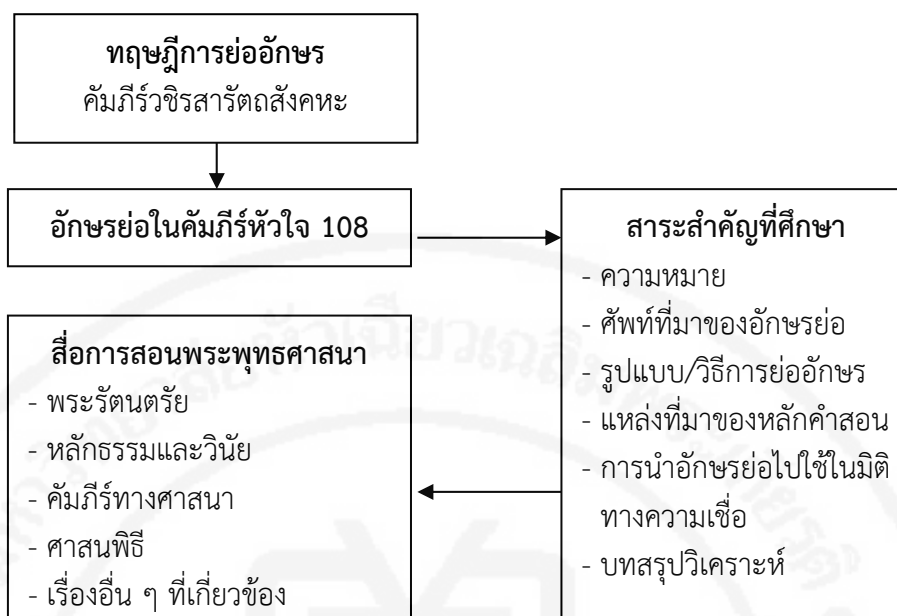 ทฤษฎีการย่ออักษร
คัมภีร์วชิรสารัตถสังคหะ
อักษรย่อในคัมภีร์หัวใจ 108
สาระสำคัญที่ศึกษา
- ความหมาย
- ศัพท์ที่มาของอักษรย่อ
- รูปแบบ/วิธีการย่ออักษร
- แหล่งที่มาของหลักคำสอน
- การนำอักษรย่อไปใช้ในมิติ
ทางความเชื่อ
- บทสรุปวิเคราะห์
สื่อการสอนพระพุทธศาสนา
- พระรัตนตรัย
- หลักธรรมและวินัย
- คัมภีร์ทางศาสนา
- ศาสนพิธี
- เรื่องอื่น ๆ ที่เกี่ยวข้อง